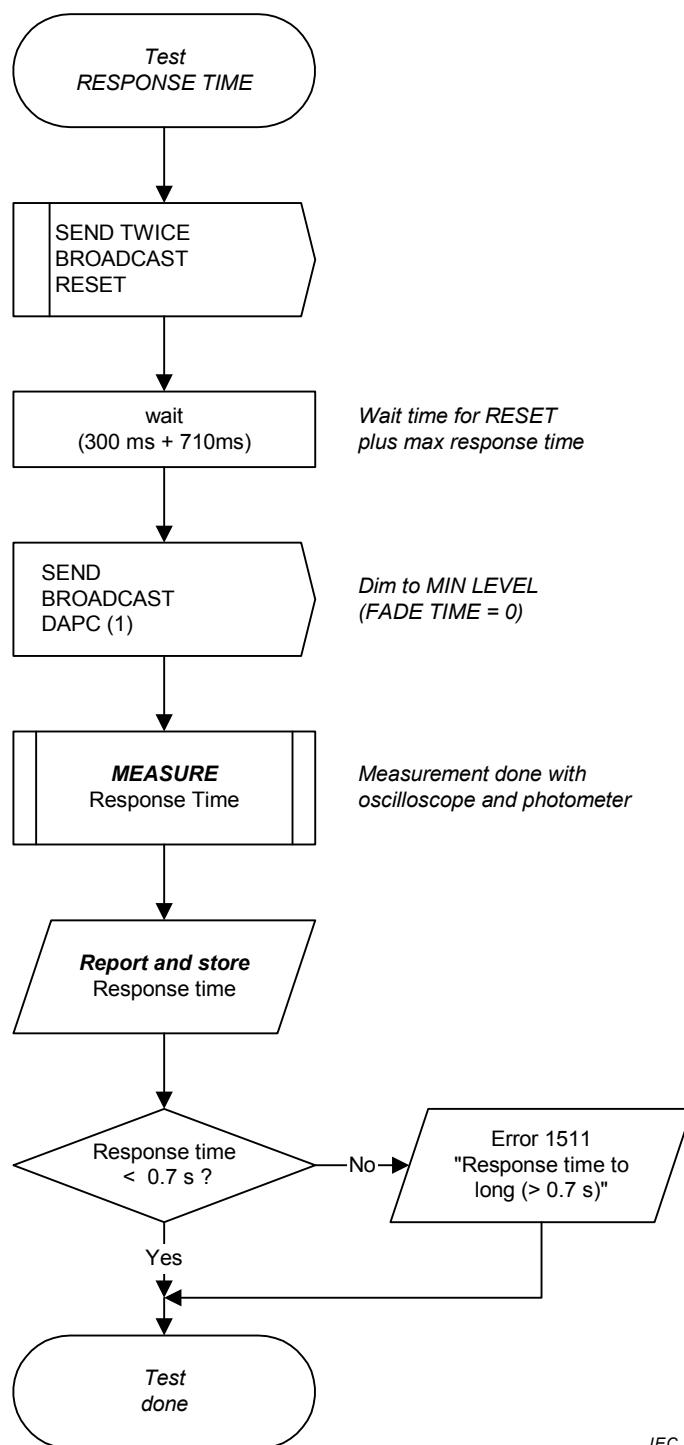 Test
RESPONSE TIME
SEND TWICE
BROADCAST
RESET
wait
(300 ms + 710ms)
Wait time for RESET
plus max response time
SEND
BROADCAST
DAPC (1)
Dim to MIN LEVEL
(FADE TIME = 0)
MEASURE
Response Time
Measurement done with
oscilloscope and photometer
Report and store
Response time
Response time
< 0.7 s ?
No
Error 1511
"Response time to
long (> 0.7 s)"
Yes
Test
done
IEC